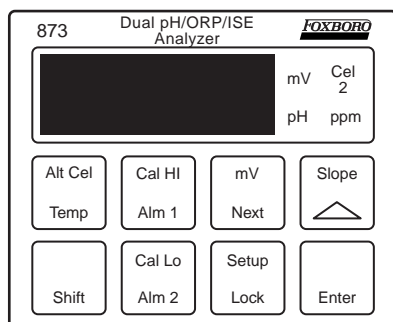 873
Dual pH/ORP/ISE
Analyzer
FOXBORO
mV Cel
2
pH ppm
Alt Cel
Temp
Cal HI
Alm 1
mV
Next
Slope
Shift
Cal Lo
Alm 2
Setup
Lock
Enter